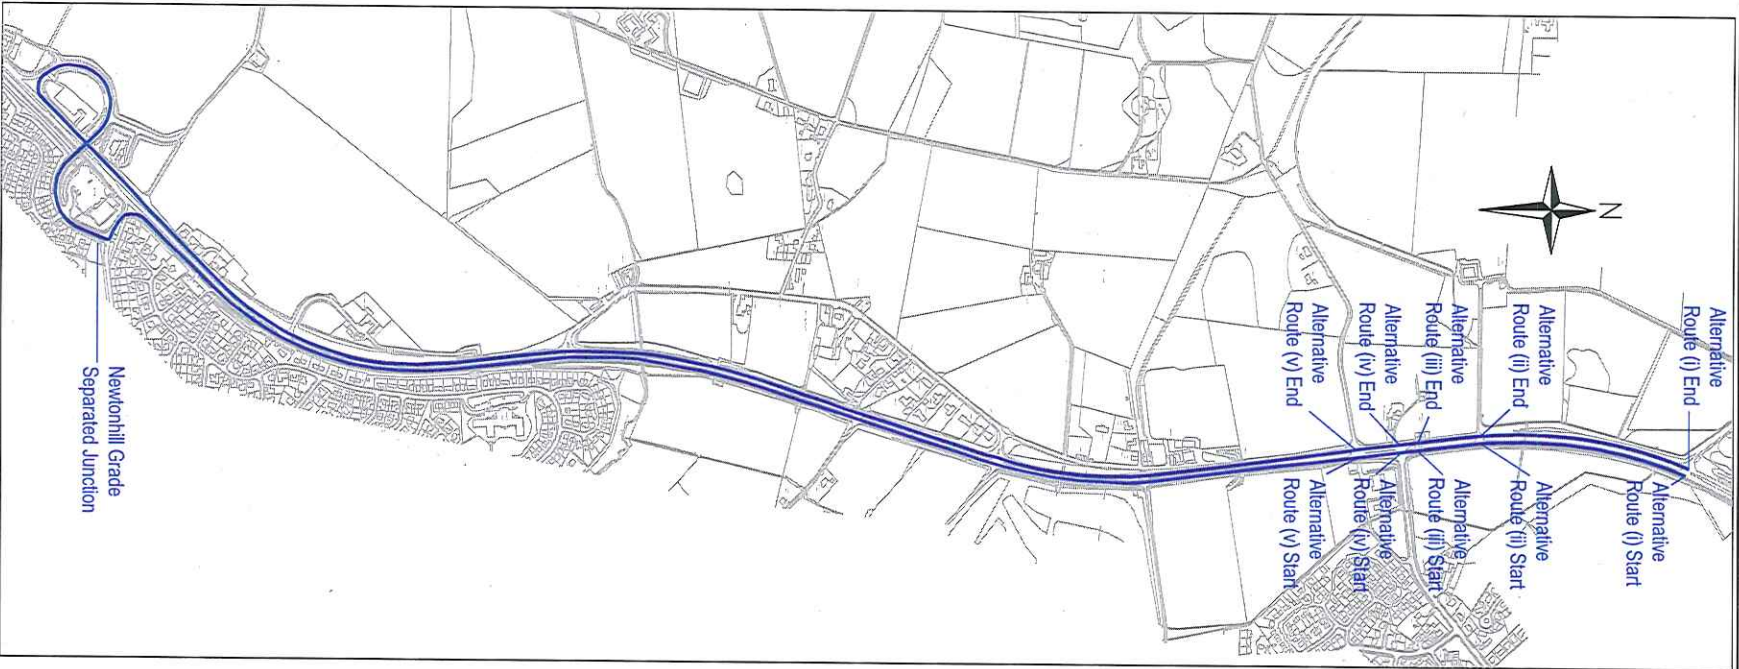 N
Alternative
Route (i) End
Alternative
Route (ii) End
Alternative
Route (iii) End
Alternative
Route (iv) End
Alternative
Route (v) End
Alternative
Route (i) Start
Alternative
Route (ii) Start
Alternative
Route (iii) Start
Alternative
Route (iv) Start
Alternative
Route (v) Start
Newtonhill Grade
Separated Junction